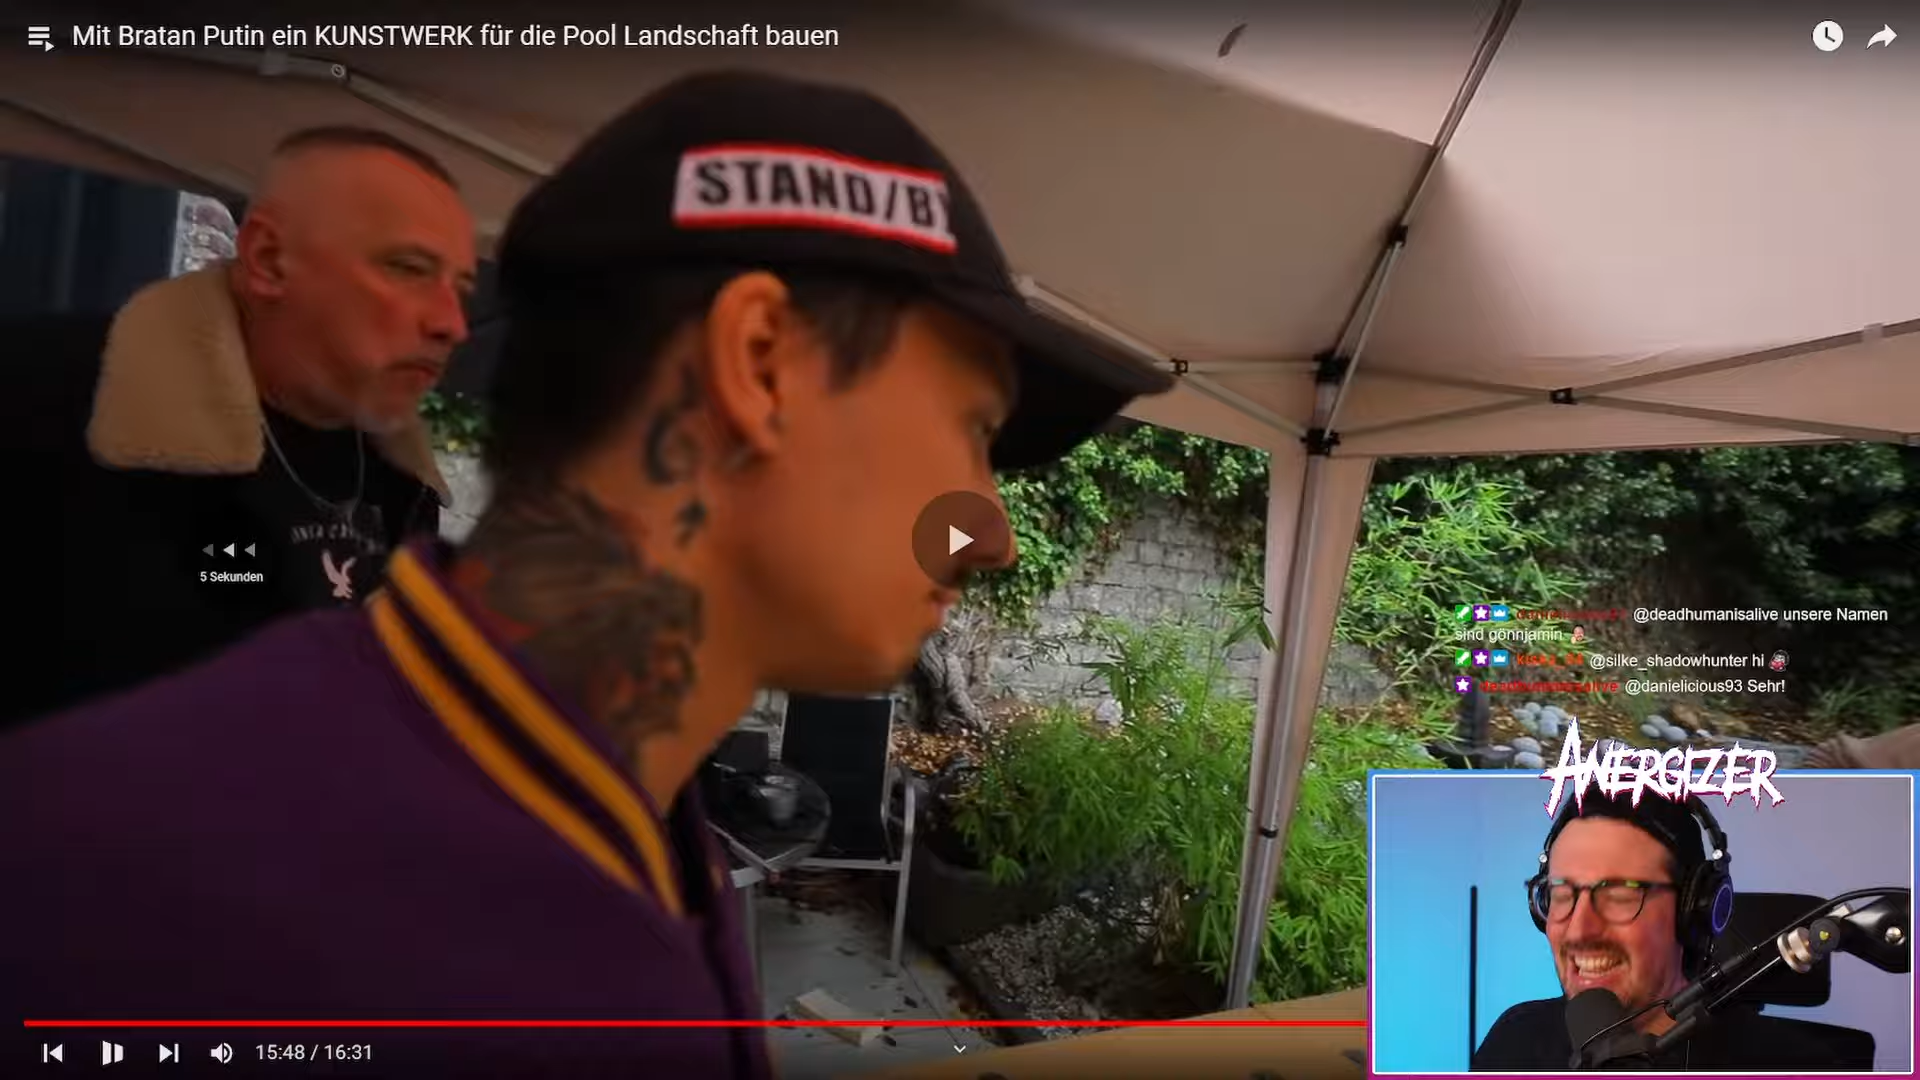 Mit Bratan Putin ein KUNSTWERK für die Pool Landschaft bauen
STAND/BY
5 Sekunden
@deadhumanisalive unsere Namen
sind gönnjamin
@silke_shadowhunter hi
deadhumanisalive @danielicious93 Sehr!
ANERGIZER
15:48 / 16:31